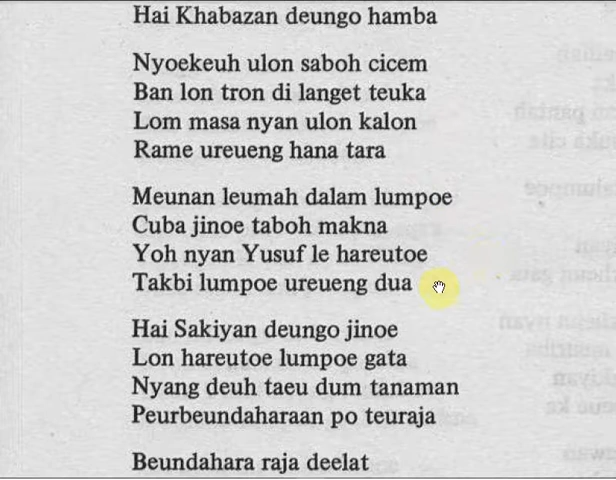 Hai Khabazan deungo hamba
Nyoekeuh ulon saboh cicem
Ban lon tron di langet teuka
Lom masa nyan ulon kalon
Rame ureueng hana tara
Meunan leumah dalam lumpoe
Cuba jinoe taboh makna
Yoh nyan Yusuf le hareutoe
Takbi lumpoe ureueng dua
Hai Sakiyan deungo jinoe
Lon hareutoe lumpoe gata
Nyang deuh taeu dum tanaman
Peurbeundaharaan po teuraja
Beundahara raja deelat